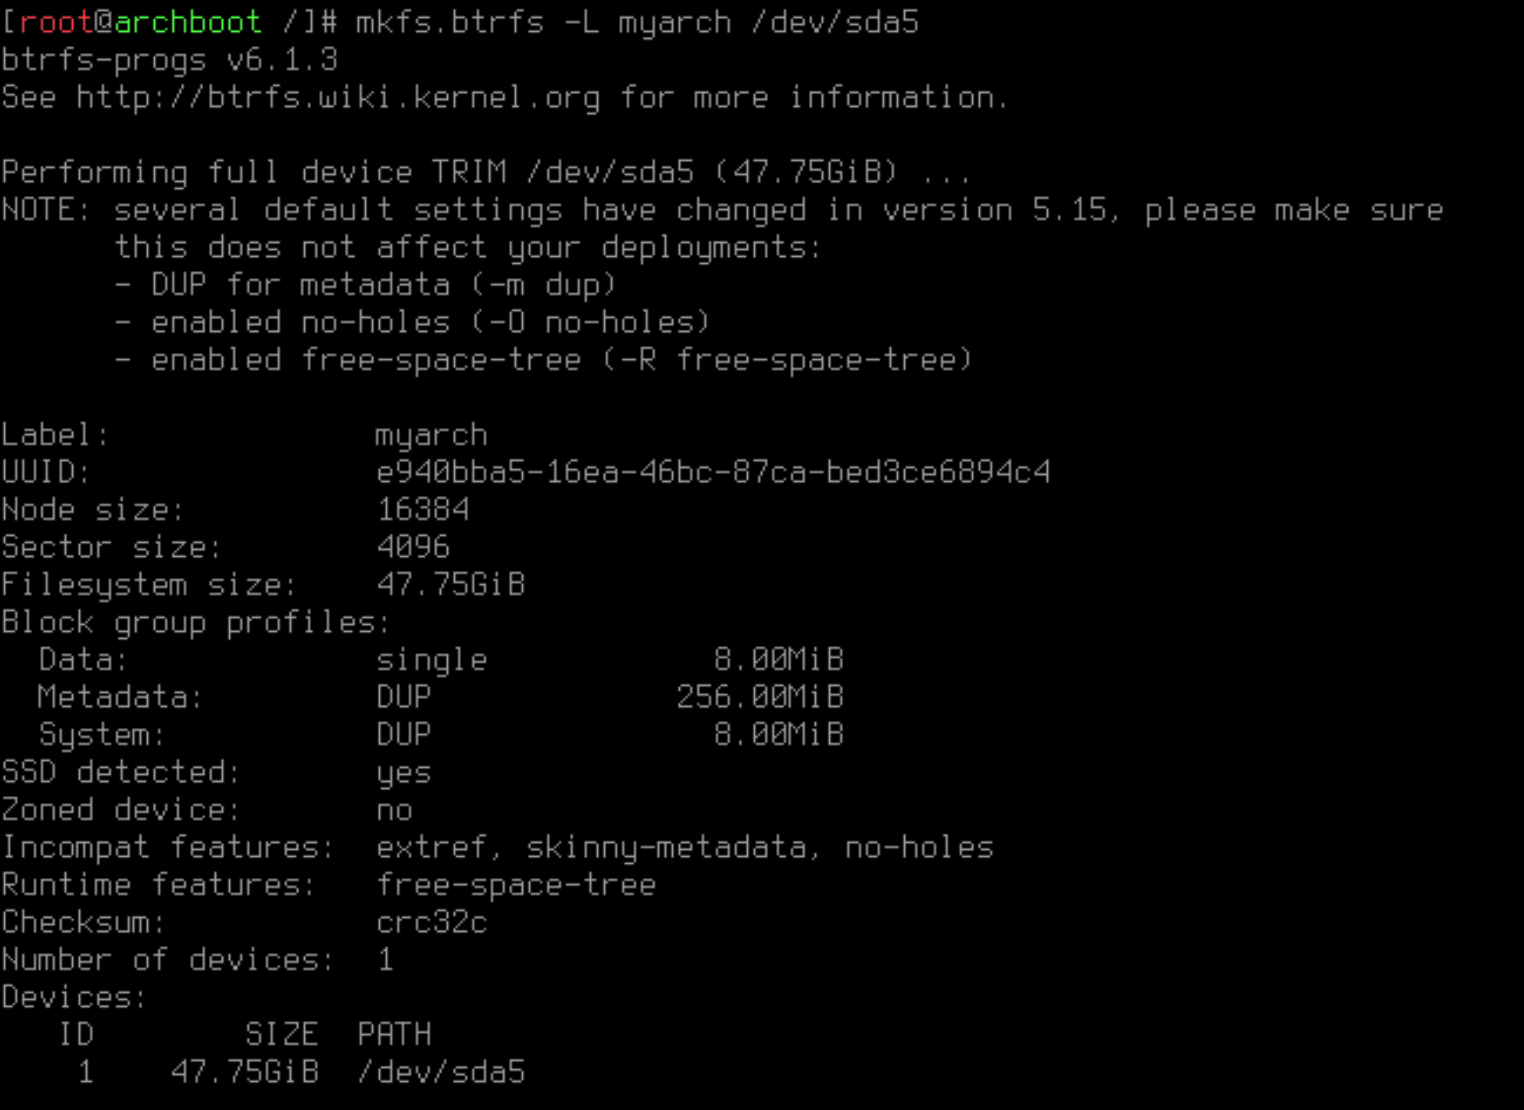 [root@archboot /]# mkfs.btrfs -L myarch /dev/sda5
btrfs-progs v6.1.3
See http://btrfs.wiki.kernel.org for more information.

Performing full device TRIM /dev/sda5 (47.75GiB) ...
NOTE: several default settings have changed in version 5.15, please make sure
      this does not affect your deployments:
      - DUP for metadata (-m dup)
      - enabled no-holes (-O no-holes)
      - enabled free-space-tree (-R free-space-tree)

Label:              myarch
UUID:               e940bba5-16ea-46bc-87ca-bed3ce6894c4
Node size:          16384
Sector size:        4096
Filesystem size:    47.75GiB
Block group profiles:
  Data:             single            8.00MiB
  Metadata:         DUP             256.00MiB
  System:           DUP               8.00MiB
SSD detected:       yes
Zoned device:       no
Incompat features:  extref, skinny-metadata, no-holes
Runtime features:   free-space-tree
Checksum:           crc32c
Number of devices:  1
Devices:
   ID        SIZE  PATH
    1    47.75GiB  /dev/sda5